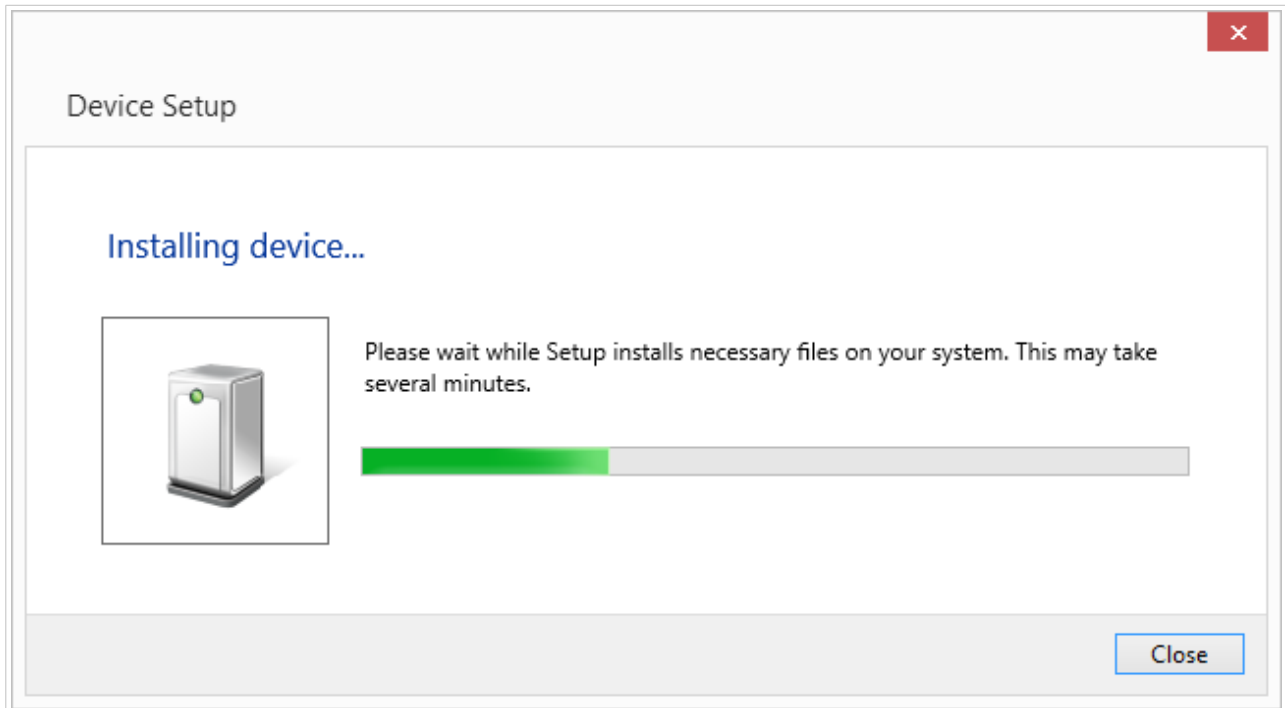 Device Setup
Installing device...
Please wait while Setup installs necessary files on your system. This may take
several minutes.
Close